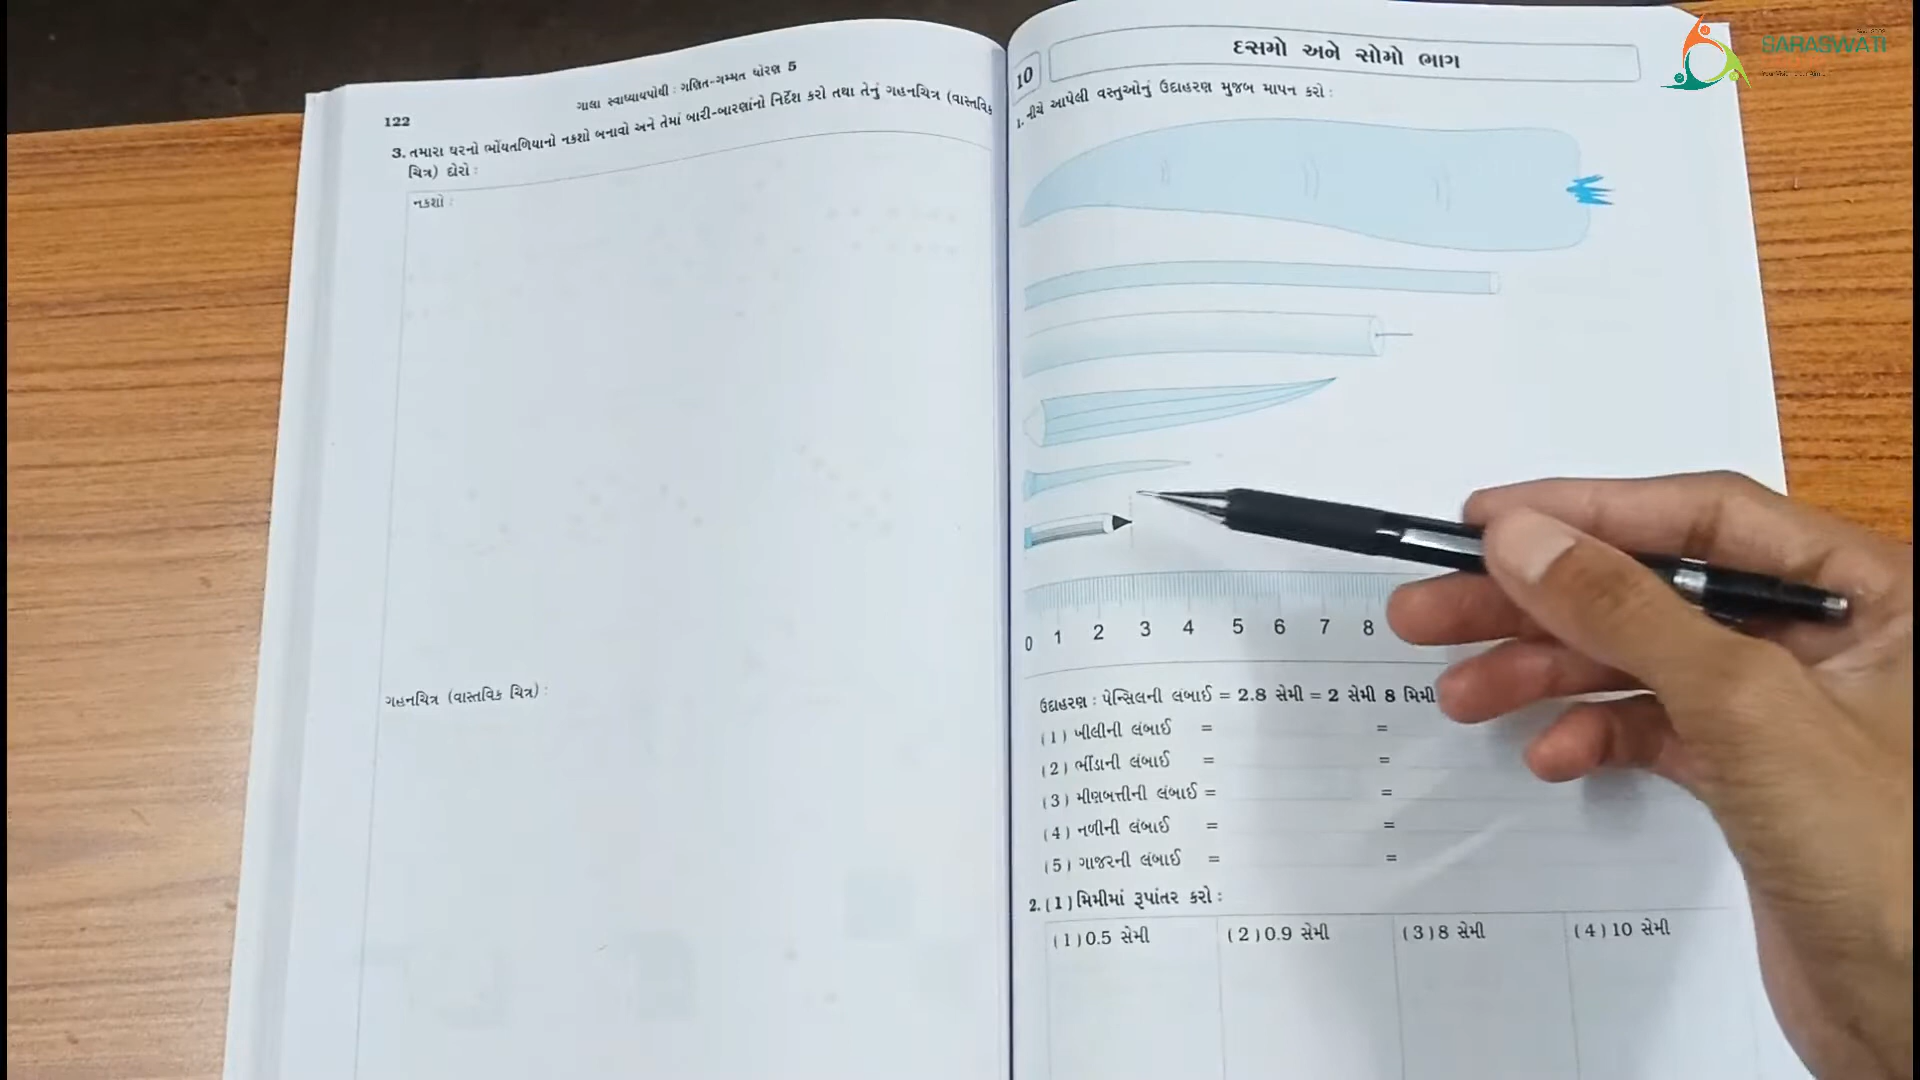 122
ગાલા સ્વાધ્યાયપોથી : ગણિત-ગમ્મત ધોરણ 5
3. તમારા ઘરનો ભોંયતળિયાનો નકશો બનાવો અને તેમાં બારી-બારણાંનો નિર્દેશ કરો તથા તેનું ગહનચિત્ર (વાસ્તવિક
ચિત્ર) દોરો :
નકશો :
ગહનચિત્ર (વાસ્તવિક ચિત્ર) :
10
દસમો અને સોમો ભાગ
1. નીચે આપેલી વસ્તુઓનું ઉદાહરણ મુજબ માપન કરો :
0 1 2 3 4 5 6 7 8
ઉદાહરણ : પેન્સિલની લંબાઈ = 2.8 સેમી = 2 સેમી 8 મિમી
(1) ખીલીની લંબાઈ = =
(2) ભીંડાની લંબાઈ = =
(3) મીણબત્તીની લંબાઈ = =
(4) નળીની લંબાઈ = =
(5) ગાજરની લંબાઈ = =
2. (1) મિમીમાં રૂપાંતર કરો :
(1) 0.5 સેમી (2) 0.9 સેમી (3) 8 સેમી (4) 10 સેમી
SARASWATI